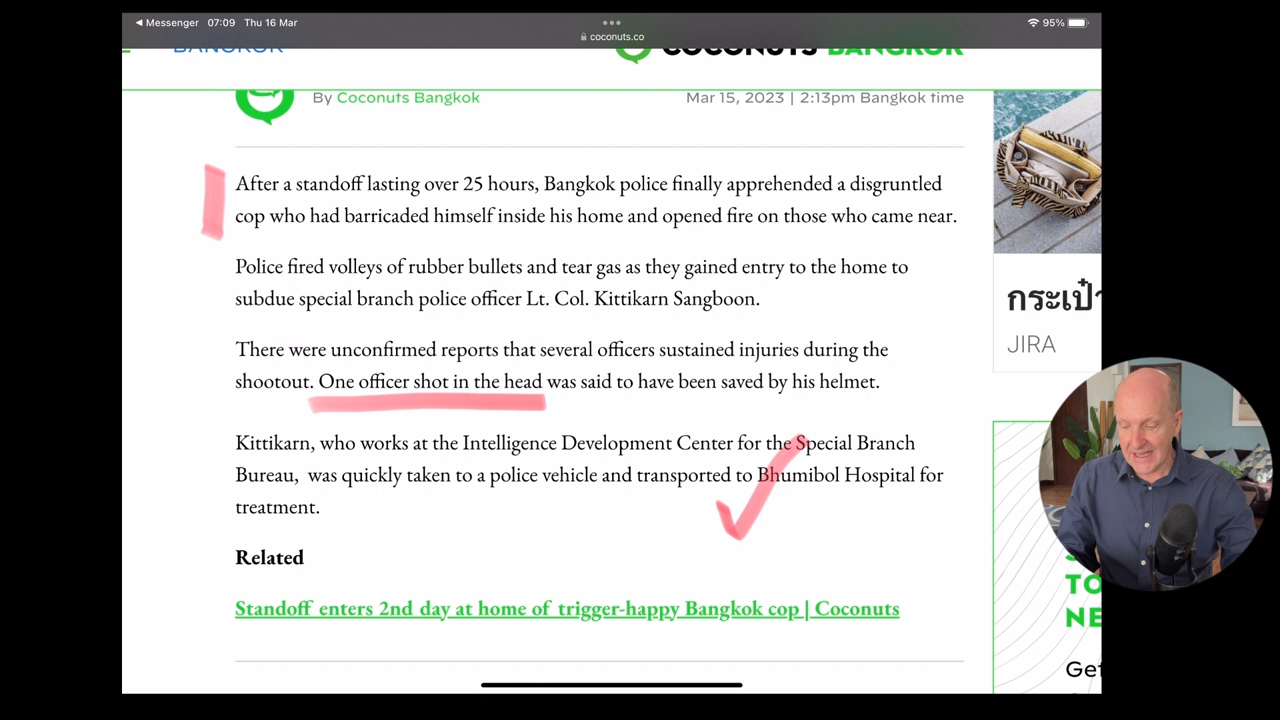 ◀ Messenger 07:09 Thu 16 Mar
95%
coconuts.co
BANGKOK
COCONUTS BANGKOK
By Coconuts Bangkok
Mar 15, 2023 | 2:13pm Bangkok time
After a standoff lasting over 25 hours, Bangkok police finally apprehended a disgruntled
cop who had barricaded himself inside his home and opened fire on those who came near.
Police fired volleys of rubber bullets and tear gas as they gained entry to the home to
subdue special branch police officer Lt. Col. Kittikarn Sangboon.
There were unconfirmed reports that several officers sustained injuries during the
shootout. One officer shot in the head was said to have been saved by his helmet.
Kittikarn, who works at the Intelligence Development Center for the Special Branch
Bureau, was quickly taken to a police vehicle and transported to Bhumibol Hospital for
treatment.
Related
Standoff enters 2nd day at home of trigger-happy Bangkok cop | Coconuts
JIRA
TO
NE